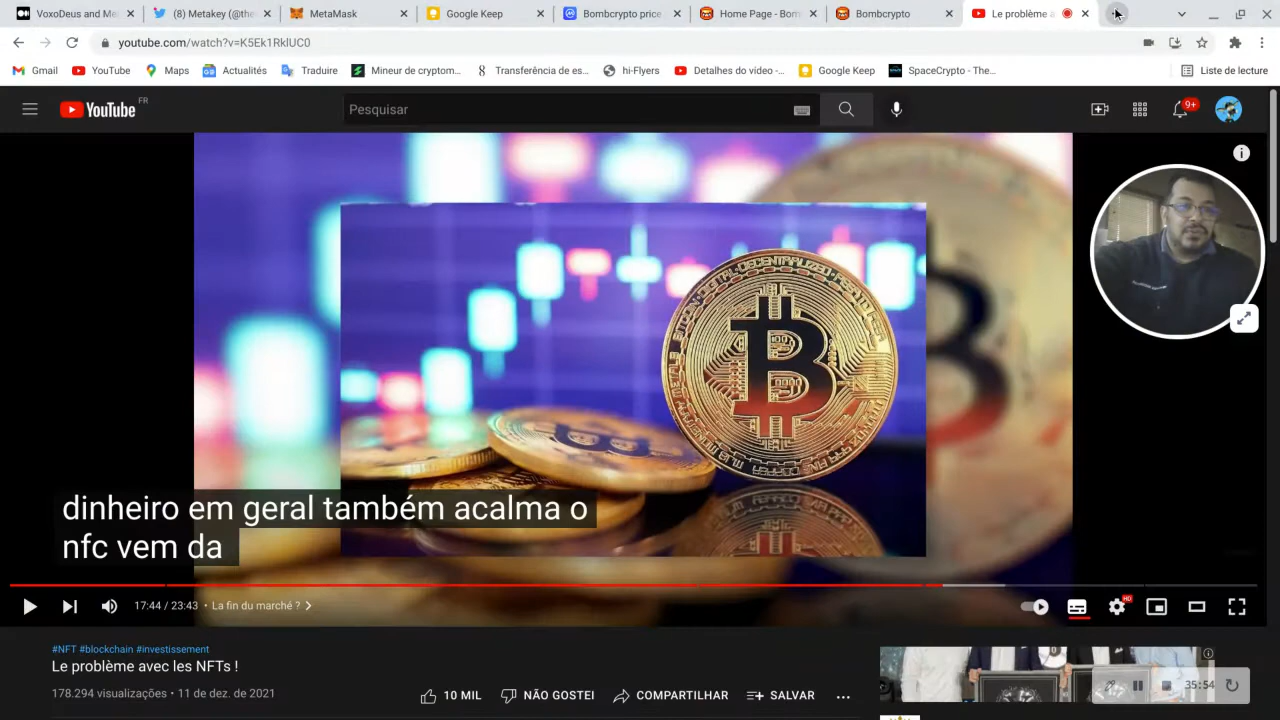 VoxoDeus and Me
(8) Metakey (@the
MetaMask
Google Keep
Bombcrypto price
Home Page - Bom
Bombcrypto
Le problème a
youtube.com/watch?v=K5Ek1RklUC0
Gmail
YouTube
Maps
Actualités
Traduire
Mineur de cryptom...
Transferência de es...
hi-Flyers
Detalhes do vídeo -...
Google Keep
SpaceCrypto - The...
Liste de lecture
YouTube FR
Pesquisar
9+
DIGITAL · DECENTRALIZED
BITCOIN
dinheiro em geral também acalma o
nfc vem da
17:44 / 23:43 • La fin du marché ?
HD
#NFT #blockchain #investissement
Le problème avec les NFTs !
178.294 visualizações • 11 de dez. de 2021
10 MIL
NÃO GOSTEI
COMPARTILHAR
SALVAR
35:54